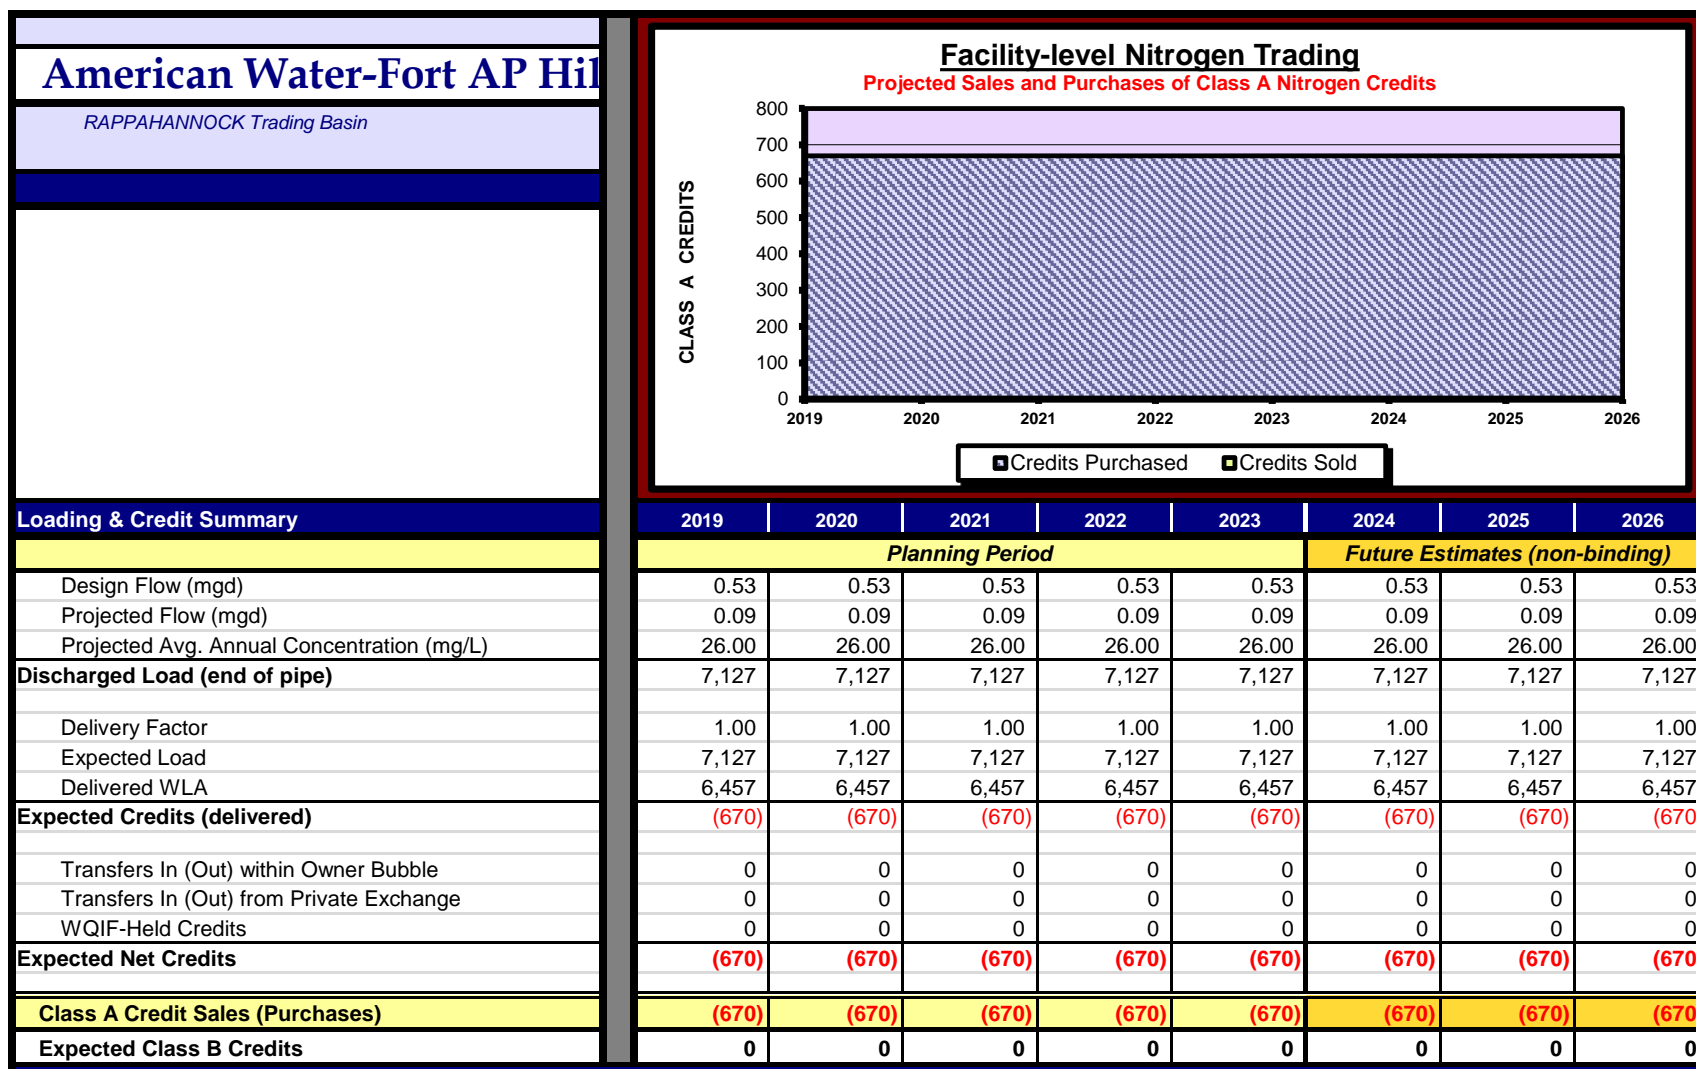 American Water-Fort AP Hil
RAPPAHANNOCK Trading Basin
Facility-level Nitrogen Trading
Projected Sales and Purchases of Class A Nitrogen Credits
CLASS A CREDITS
800
700
600
500
400
300
200
100
0
2019 2020 2021 2022 2023 2024 2025 2026
Credits Purchased Credits Sold
Loading & Credit Summary 2019 2020 2021 2022 2023 2024 2025 2026
Planning Period Future Estimates (non-binding)
Design Flow (mgd) 0.53 0.53 0.53 0.53 0.53 0.53 0.53 0.53
Projected Flow (mgd) 0.09 0.09 0.09 0.09 0.09 0.09 0.09 0.09
Projected Avg. Annual Concentration (mg/L) 26.00 26.00 26.00 26.00 26.00 26.00 26.00 26.00
Discharged Load (end of pipe) 7,127 7,127 7,127 7,127 7,127 7,127 7,127 7,127
Delivery Factor 1.00 1.00 1.00 1.00 1.00 1.00 1.00 1.00
Expected Load 7,127 7,127 7,127 7,127 7,127 7,127 7,127 7,127
Delivered WLA 6,457 6,457 6,457 6,457 6,457 6,457 6,457 6,457
Expected Credits (delivered) (670) (670) (670) (670) (670) (670) (670) (670
Transfers In (Out) within Owner Bubble 0 0 0 0 0 0 0 0
Transfers In (Out) from Private Exchange 0 0 0 0 0 0 0 0
WQIF-Held Credits 0 0 0 0 0 0 0 0
Expected Net Credits (670) (670) (670) (670) (670) (670) (670) (670
Class A Credit Sales (Purchases) (670) (670) (670) (670) (670) (670) (670) (670
Expected Class B Credits 0 0 0 0 0 0 0 0